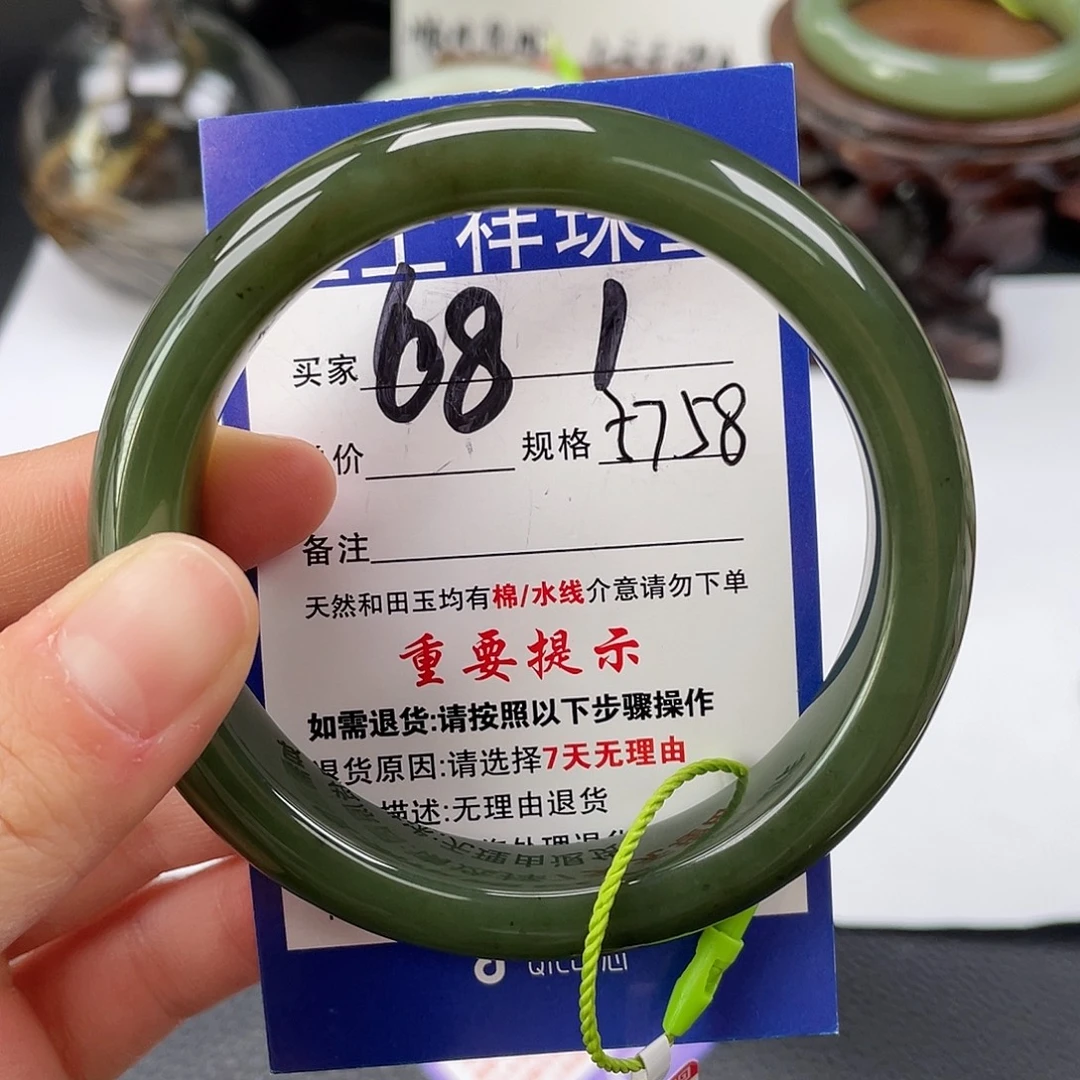 祥珠
买家 68 1
价 规格 57 58
备注
天然和田玉均有棉/水线介意请勿下单
重要提示
如需退货:请按照以下步骤操作
退货原因:请选择7天无理由
描述:无理由退货